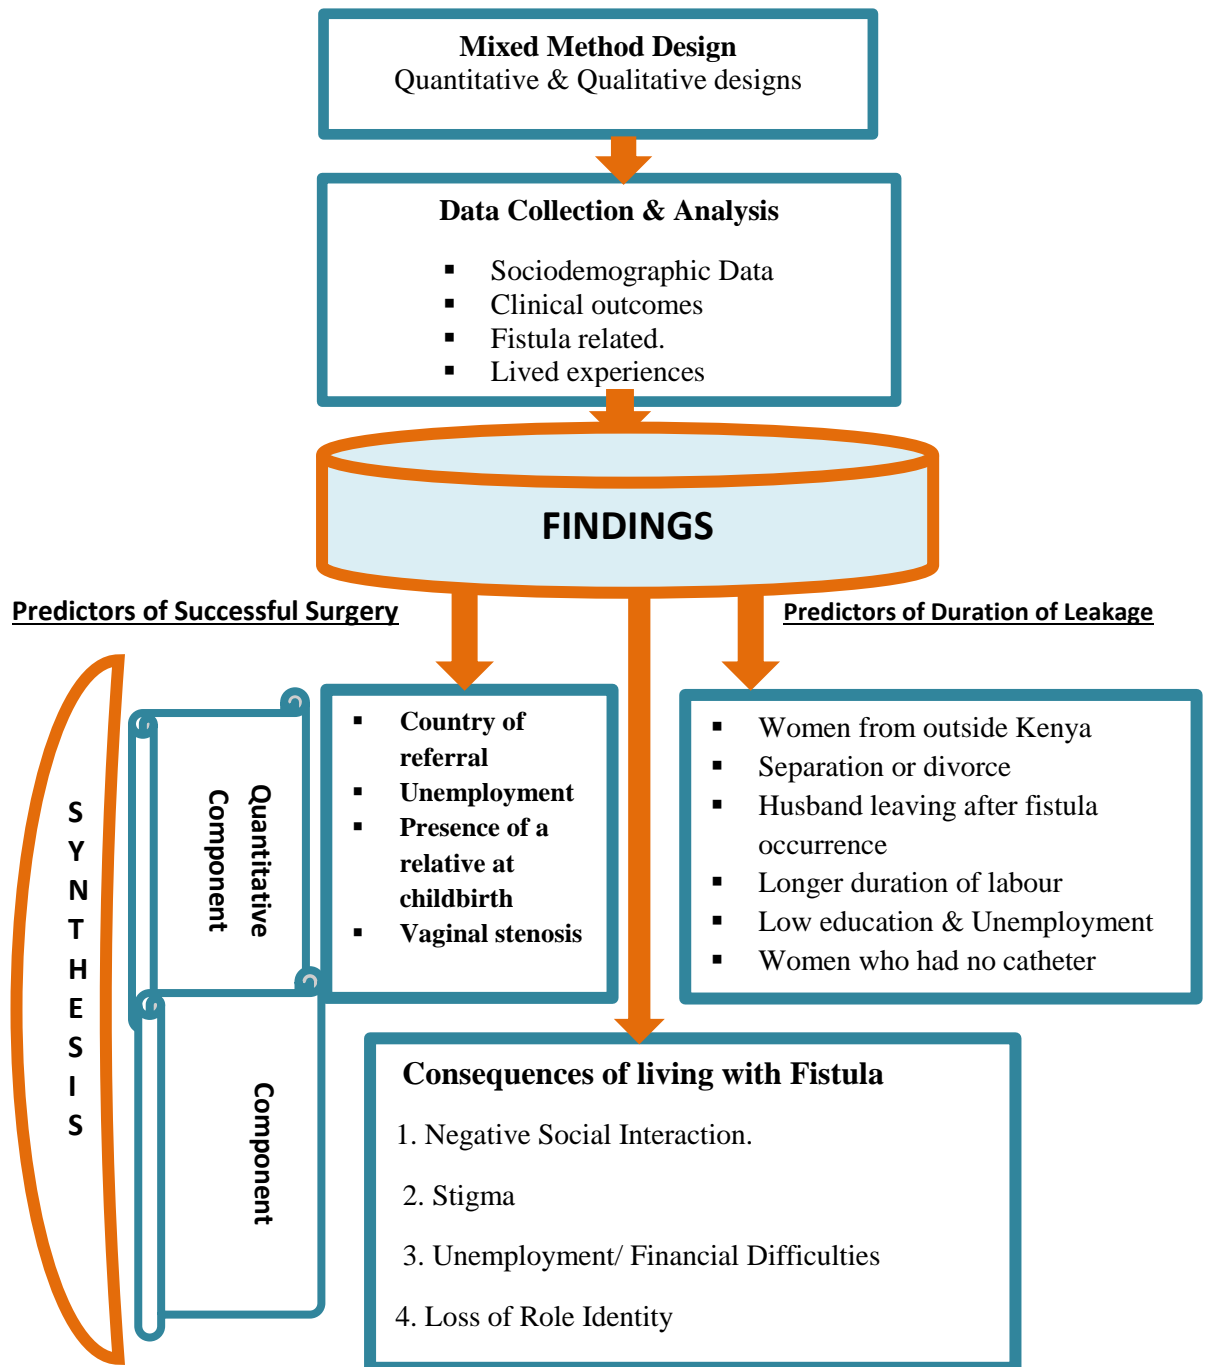 Mixed Method Design
Quantitative & Qualitative designs
Data Collection & Analysis
▪ Sociodemographic Data
▪ Clinical outcomes
▪ Fistula related.
▪ Lived experiences
FINDINGS
Predictors of Successful Surgery
Predictors of Duration of Leakage
SYNTHESIS
Quantitative
Component
▪ Country of
referral
▪ Unemployment
▪ Presence of a
relative at
childbirth
▪ Vaginal stenosis
▪ Women from outside Kenya
▪ Separation or divorce
▪ Husband leaving after fistula
occurrence
▪ Longer duration of labour
▪ Low education & Unemployment
▪ Women who had no catheter
Component
Consequences of living with Fistula
1. Negative Social Interaction.
2. Stigma
3. Unemployment/ Financial Difficulties
4. Loss of Role Identity